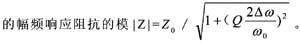 的幅频响应阻抗的模|Z|=Z₀ / √(1+(Q 2Δω/ω₀)²) 。